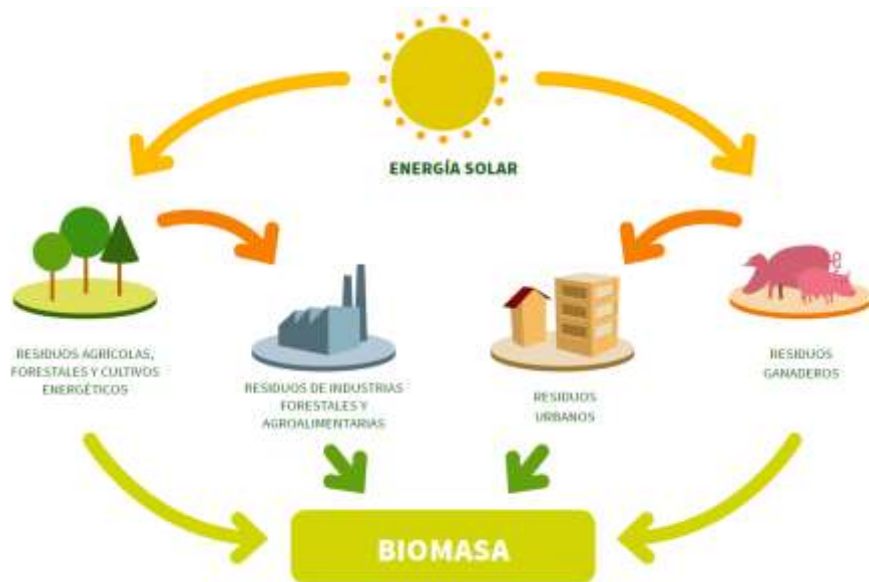 ENERGÍA SOLAR
RESIDUOS AGRÍCOLAS,
FORESTALES Y CULTIVOS
ENERGÉTICOS
RESIDUOS DE INDUSTRIAS
FORESTALES Y
AGROALIMENTARIAS
RESIDUOS
URBANOS
RESIDUOS
GANADEROS
BIOMASA